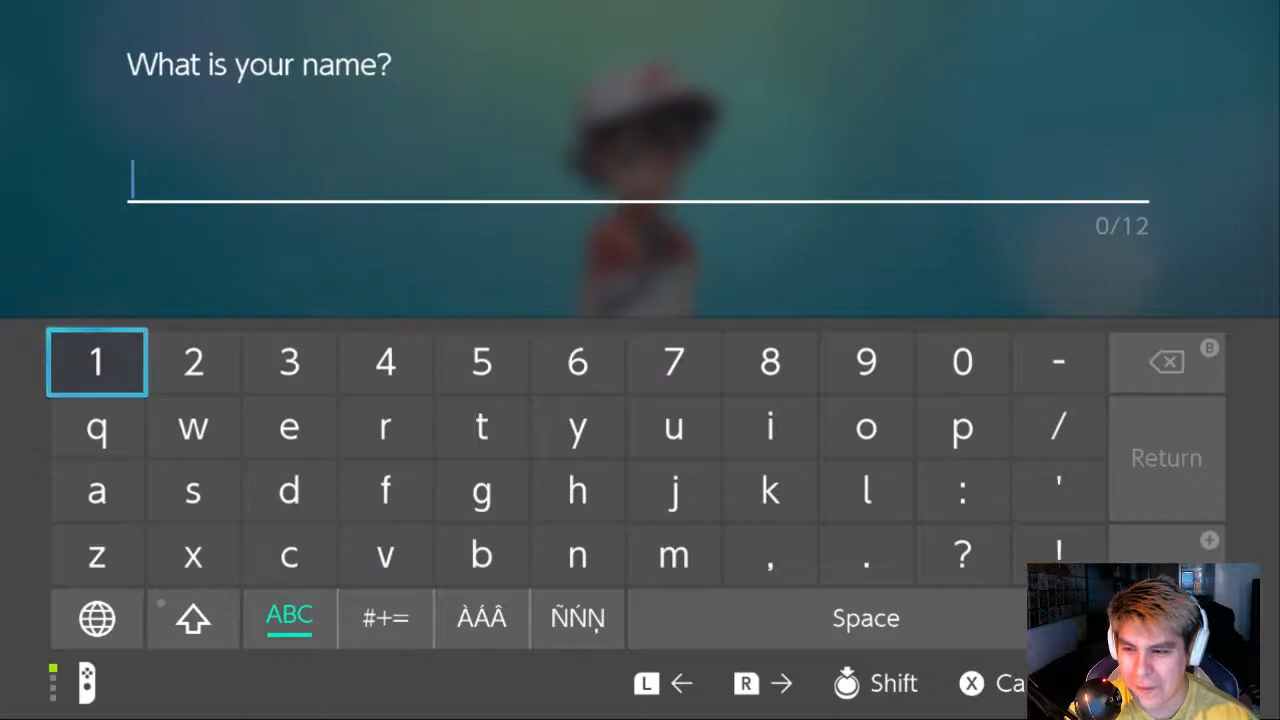 What is your name?
0/12
1 2 3 4 5 6 7 8 9 0 - B
q w e r t y u i o p /
Return
a s d f g h j k l : '
z x c v b n m , . ? ! +
ABC #+= ÀÁÂ ÑŃŅ Space
L ← R → Shift X Ca